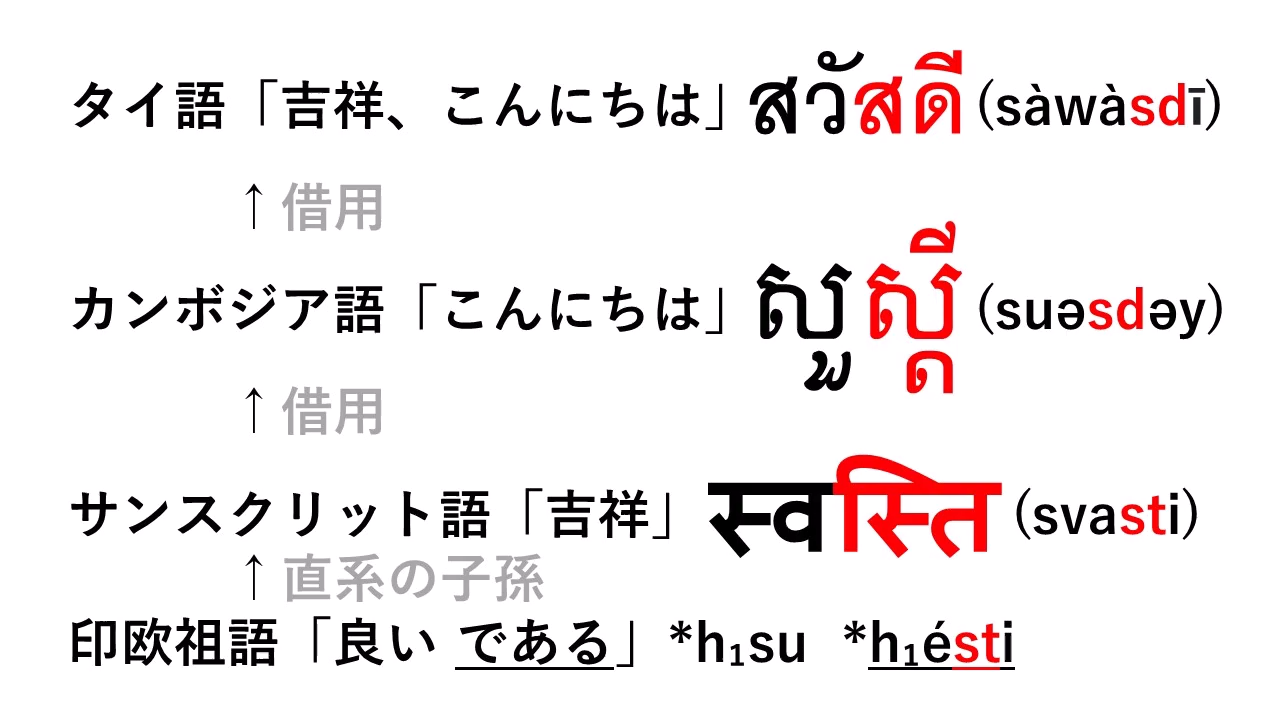 タイ語「吉祥、こんにちは」สวัสดี (sàwàsdī)
↑ 借用
カンボジア語「こんにちは」សួស្ដី (suəsdəy)
↑ 借用
サンスクリット語「吉祥」स्वस्ति (svasti)
↑ 直系の子孫
印欧祖語「良い である」*h₁su *h₁ésti